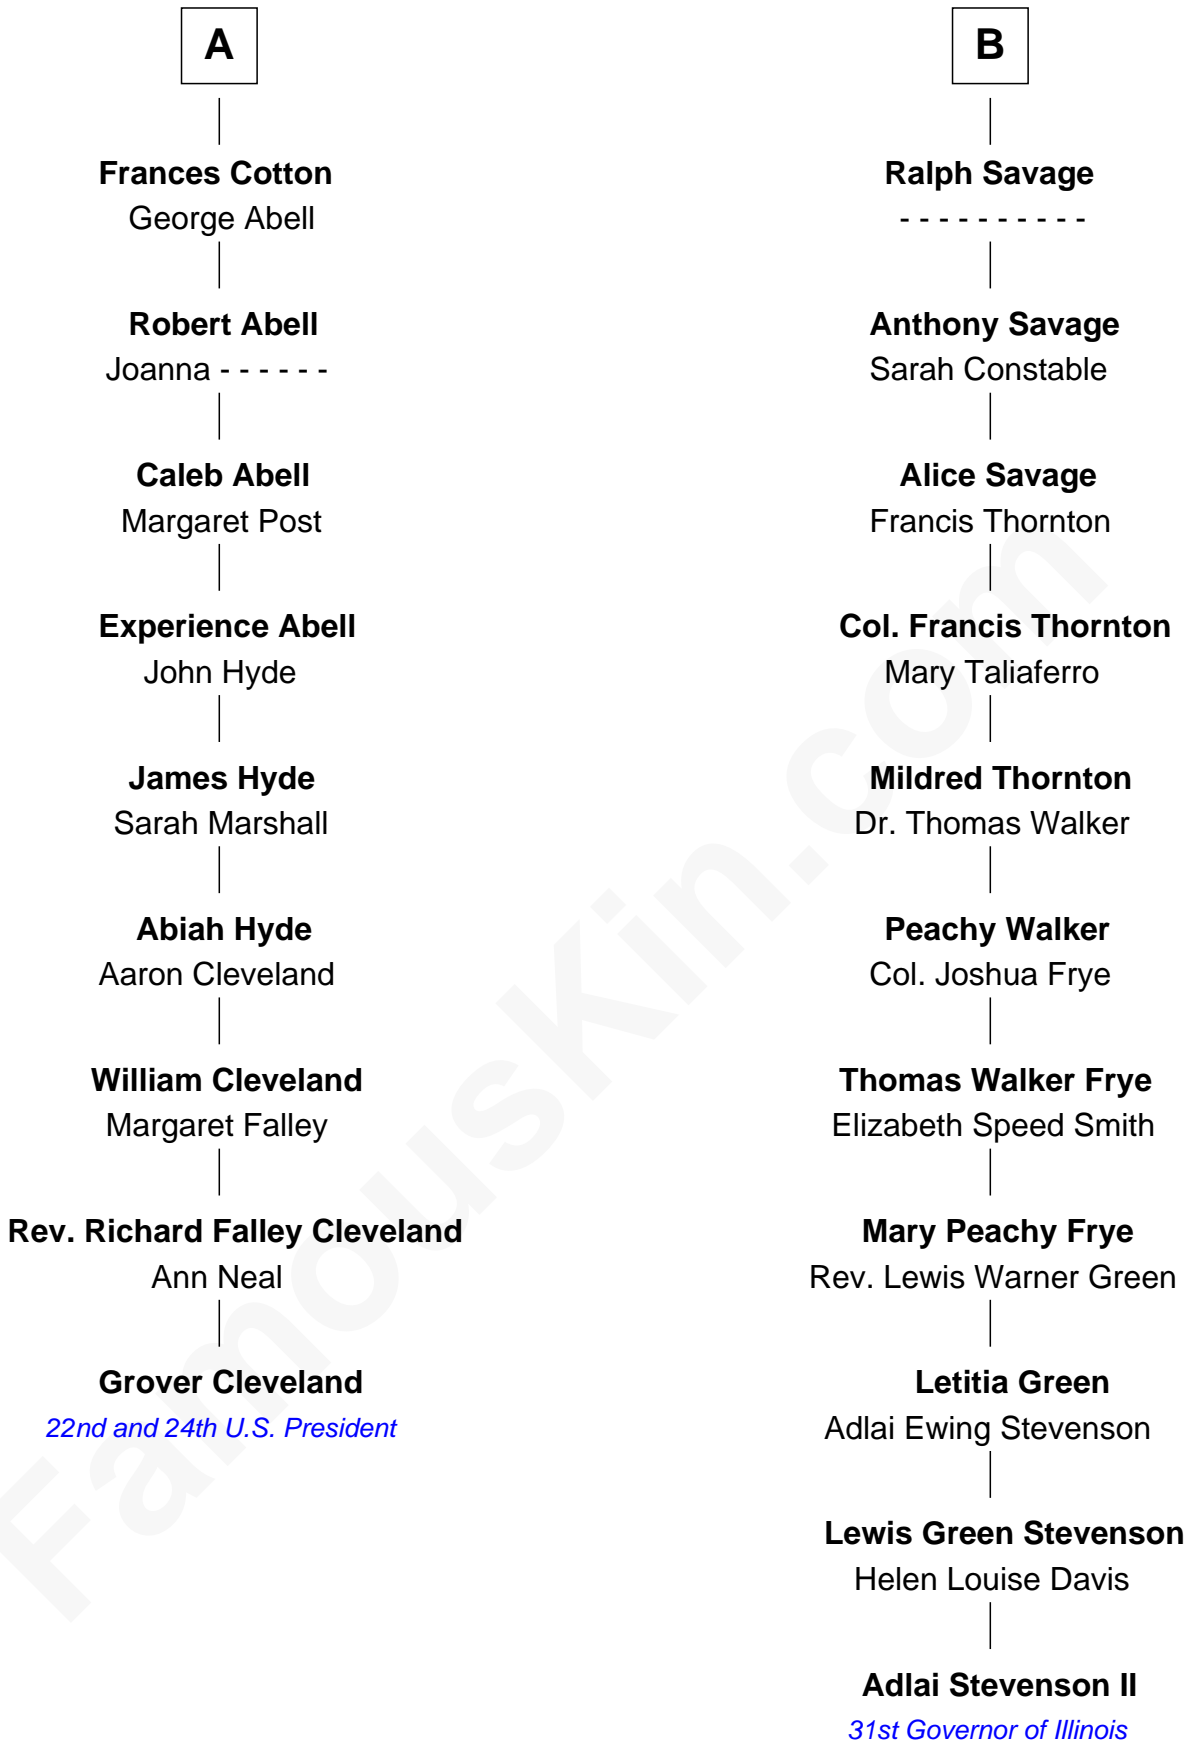 A
Frances Cotton
George Abell
Robert Abell
Joanna - - - - - -
Caleb Abell
Margaret Post
Experience Abell
John Hyde
James Hyde
Sarah Marshall
Abiah Hyde
Aaron Cleveland
William Cleveland
Margaret Falley
Rev. Richard Falley Cleveland
Ann Neal
Grover Cleveland
22nd and 24th U.S. President
B
Ralph Savage
- - - - - - - - - -
Anthony Savage
Sarah Constable
Alice Savage
Francis Thornton
Col. Francis Thornton
Mary Taliaferro
Mildred Thornton
Dr. Thomas Walker
Peachy Walker
Col. Joshua Frye
Thomas Walker Frye
Elizabeth Speed Smith
Mary Peachy Frye
Rev. Lewis Warner Green
Letitia Green
Adlai Ewing Stevenson
Lewis Green Stevenson
Helen Louise Davis
Adlai Stevenson II
31st Governor of Illinois
FamousKin.com